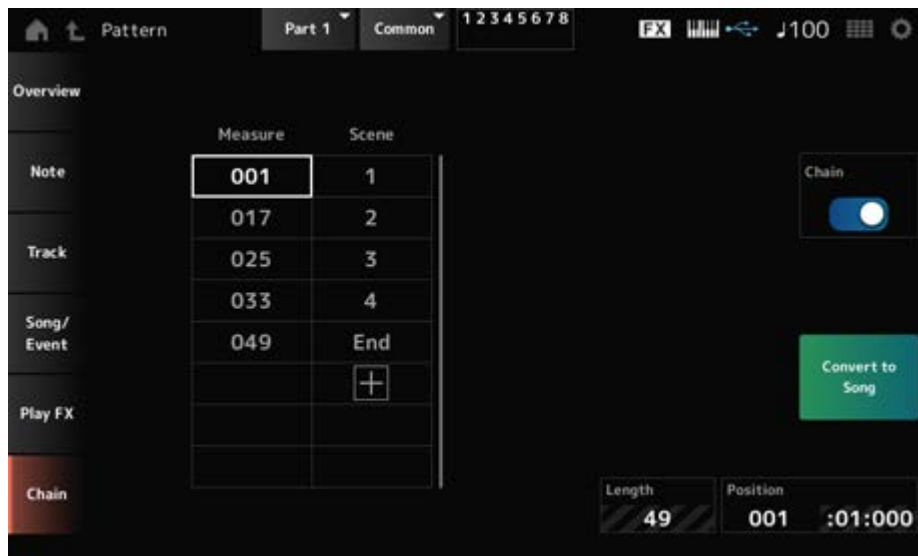 Pattern
Part 1
Common
12345678
FX
♩100
Overview
Note
Track
Song/
Event
Play FX
Chain
Measure Scene
001 1
017 2
025 3
033 4
049 End
+
Chain
Convert to
Song
Length
49
Position
001 :01:000